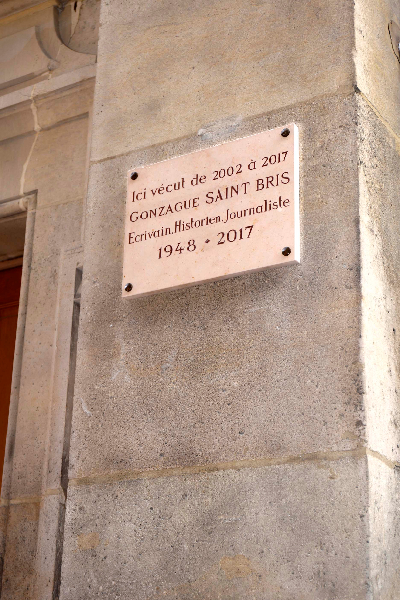 Ici vécut de 2002 à 2017
GONZAGUE SAINT BRIS
Ecrivain.Historien.Journaliste
1948 - 2017